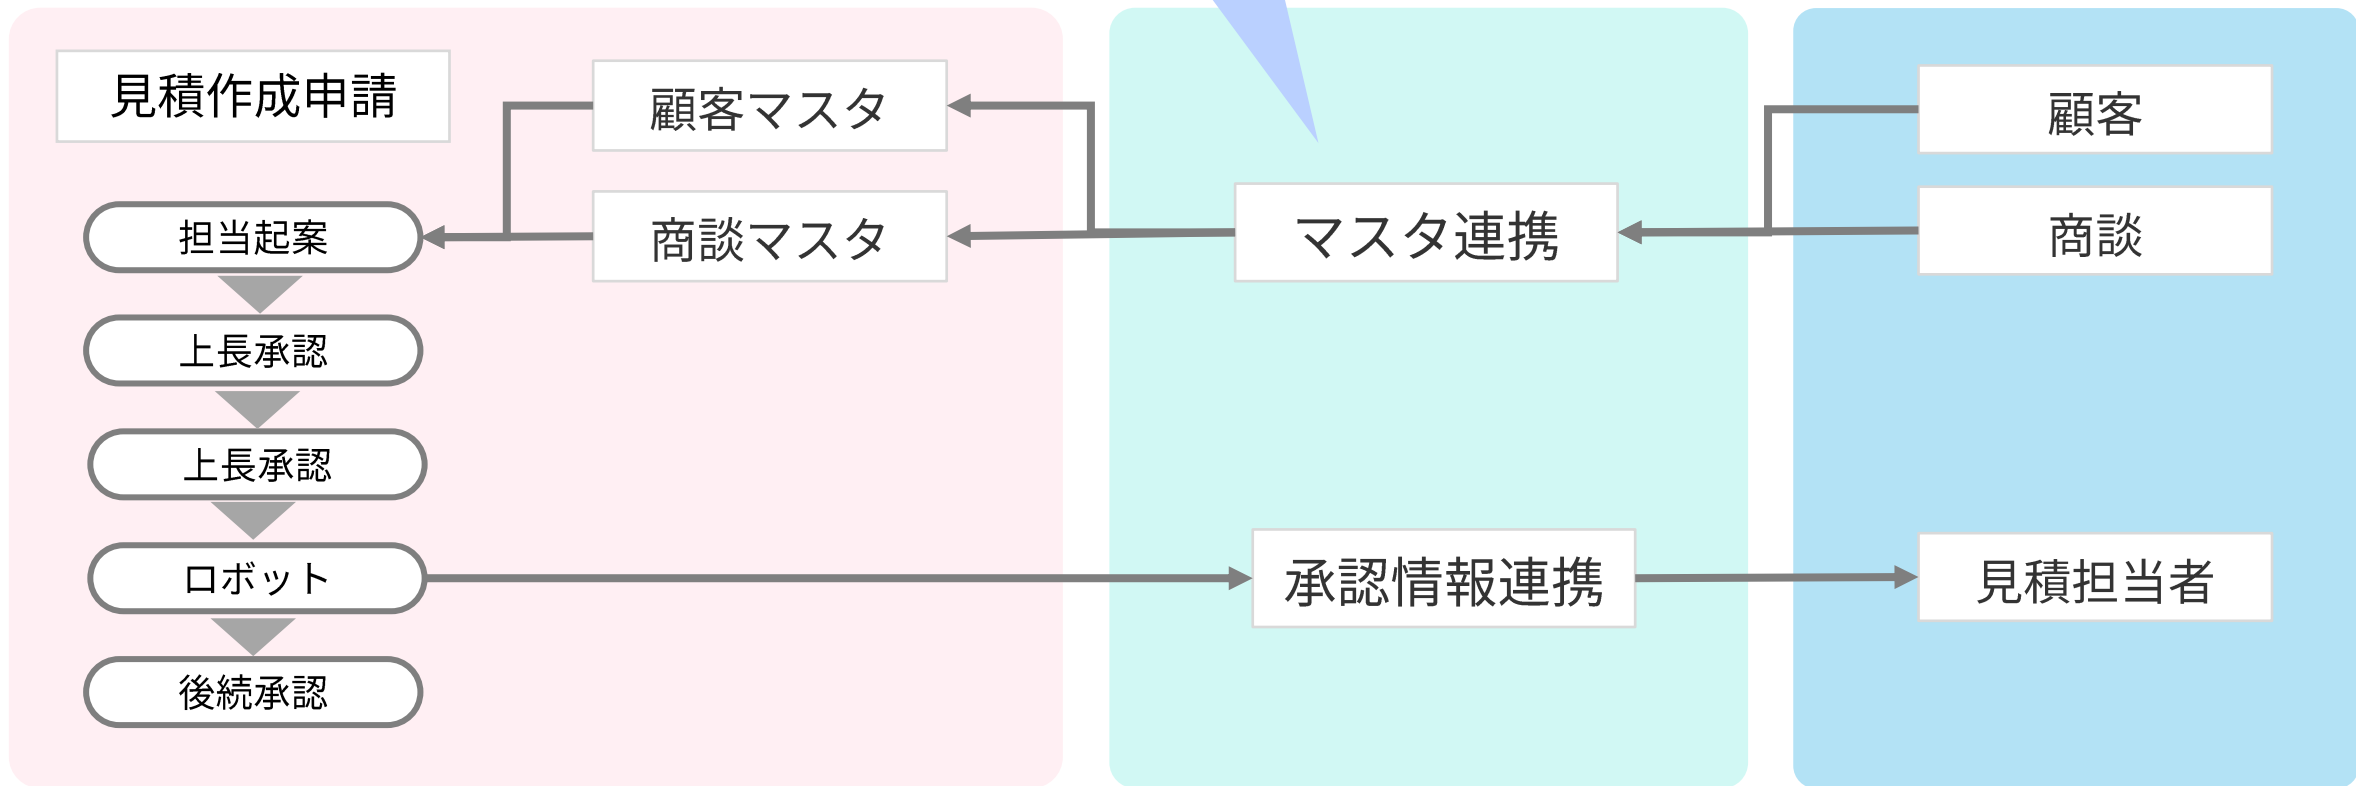 見積作成申請
担当起案
上長承認
上長承認
ロボット
後続承認
顧客マスタ
商談マスタ
マスタ連携
承認情報連携
顧客
商談
見積担当者